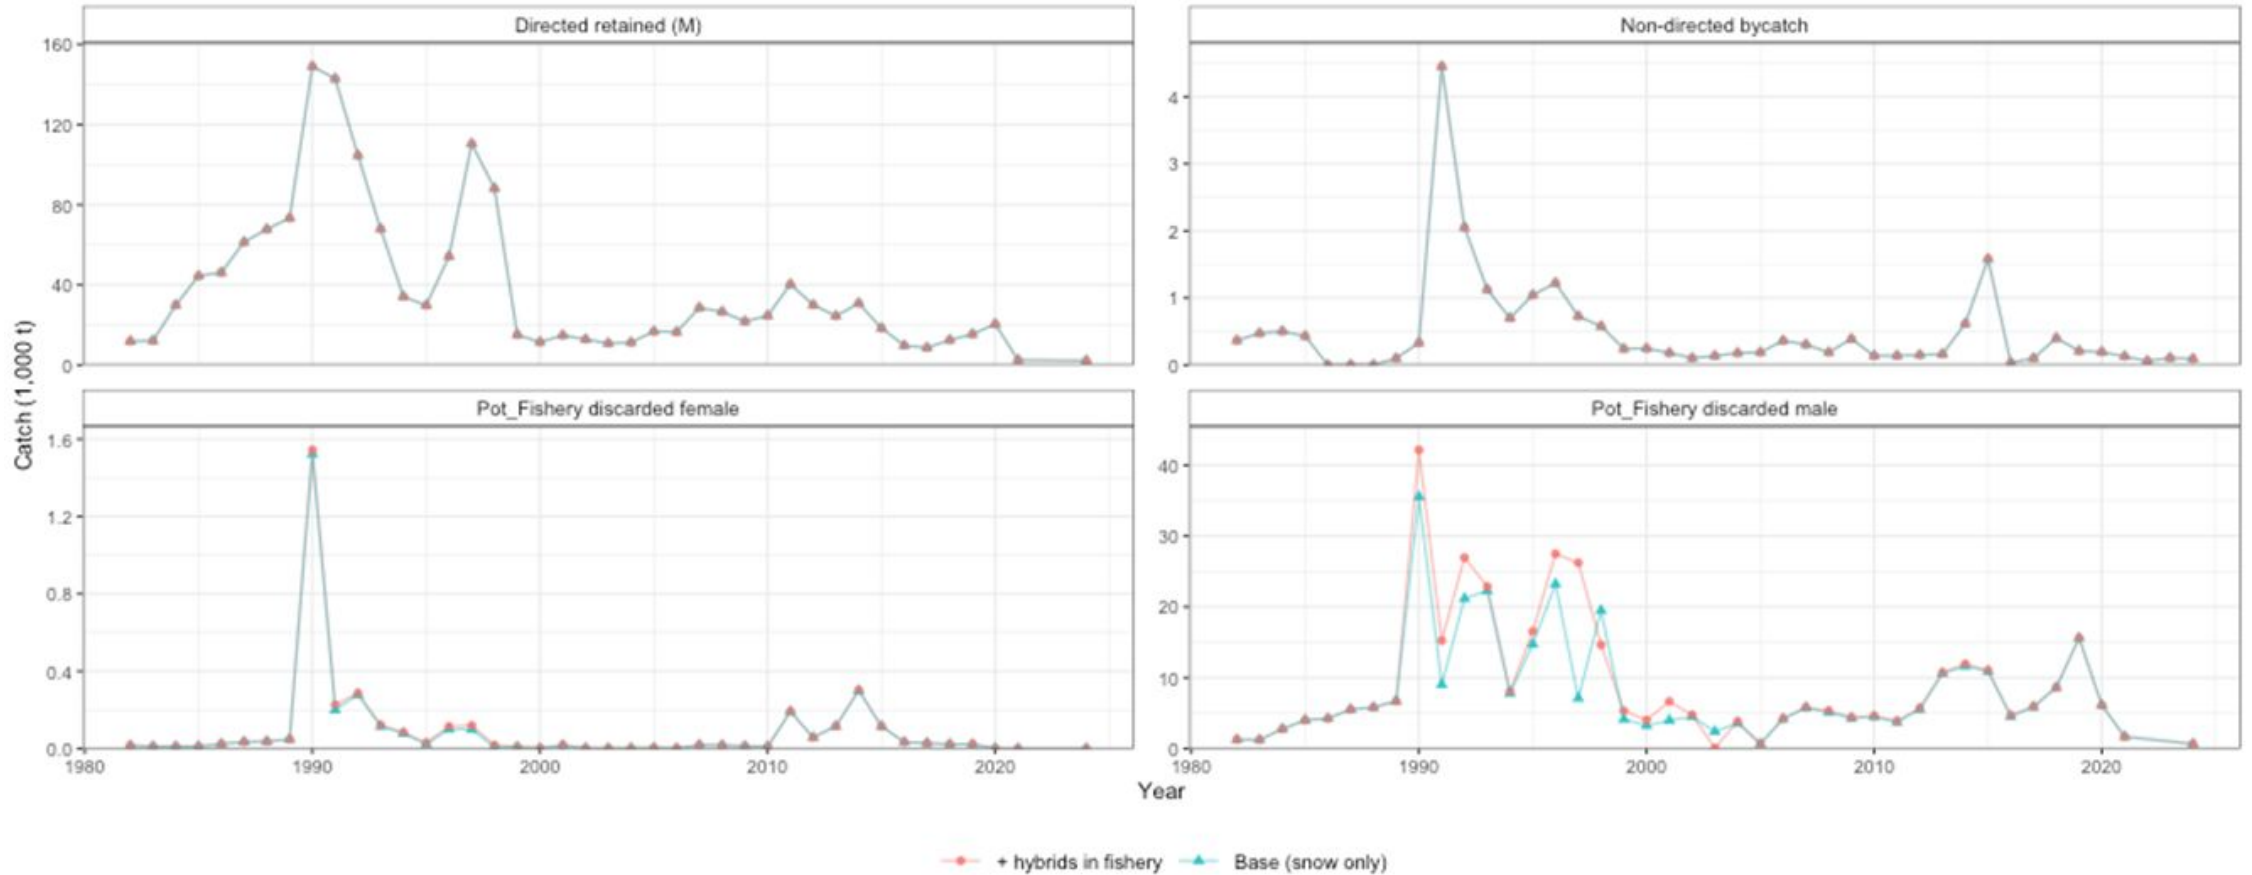 Directed retained (M)
Non-directed bycatch
160
120
80
40
0
4
3
2
1
0
Pot_Fishery discarded female
Pot_Fishery discarded male
1.6
1.2
0.8
0.4
0.0
40
30
20
10
0
1980 1990 2000 2010 2020
1980 1990 2000 2010 2020
Catch (1,000 t)
Year
+ hybrids in fishery Base (snow only)